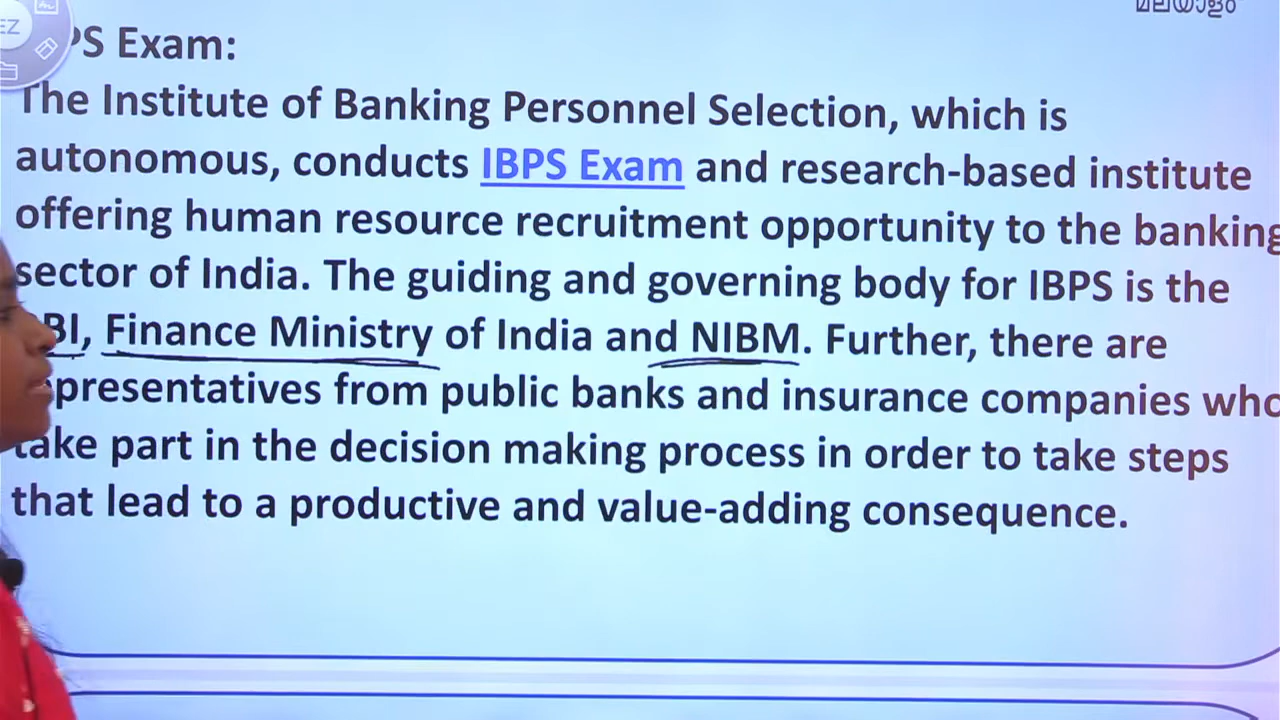 മലയാളം
EZ
PS Exam:
The Institute of Banking Personnel Selection, which is
autonomous, conducts IBPS Exam and research-based institute
offering human resource recruitment opportunity to the banking
sector of India. The guiding and governing body for IBPS is the
BI, Finance Ministry of India and NIBM. Further, there are
presentatives from public banks and insurance companies who
take part in the decision making process in order to take steps
that lead to a productive and value-adding consequence.